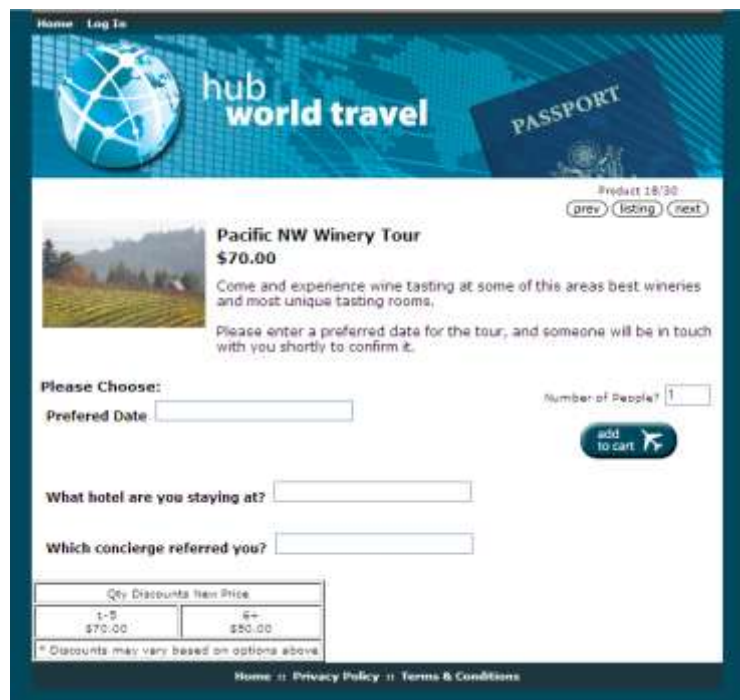 Home Log In
hub
world travel
PASSPORT
Product 18/30
prev listing next
Pacific NW Winery Tour
$70.00
Come and experience wine tasting at some of this areas best wineries
and most unique tasting rooms.
Please enter a preferred date for the tour, and someone will be in touch
with you shortly to confirm it.
Please Choose:
Number of People? 1
Prefered Date
add
to cart
What hotel are you staying at?
Which concierge referred you?
Qty Discounts New Price
1-5 6+
$70.00 $50.00
* Discounts may vary based on options above
Home :: Privacy Policy :: Terms & Conditions